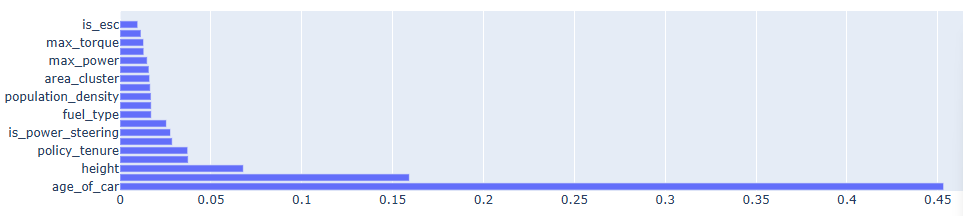 is_esc
max_torque
max_power
area_cluster
population_density
fuel_type
is_power_steering
policy_tenure
height
age_of_car
0 0.05 0.1 0.15 0.2 0.25 0.3 0.35 0.4 0.45